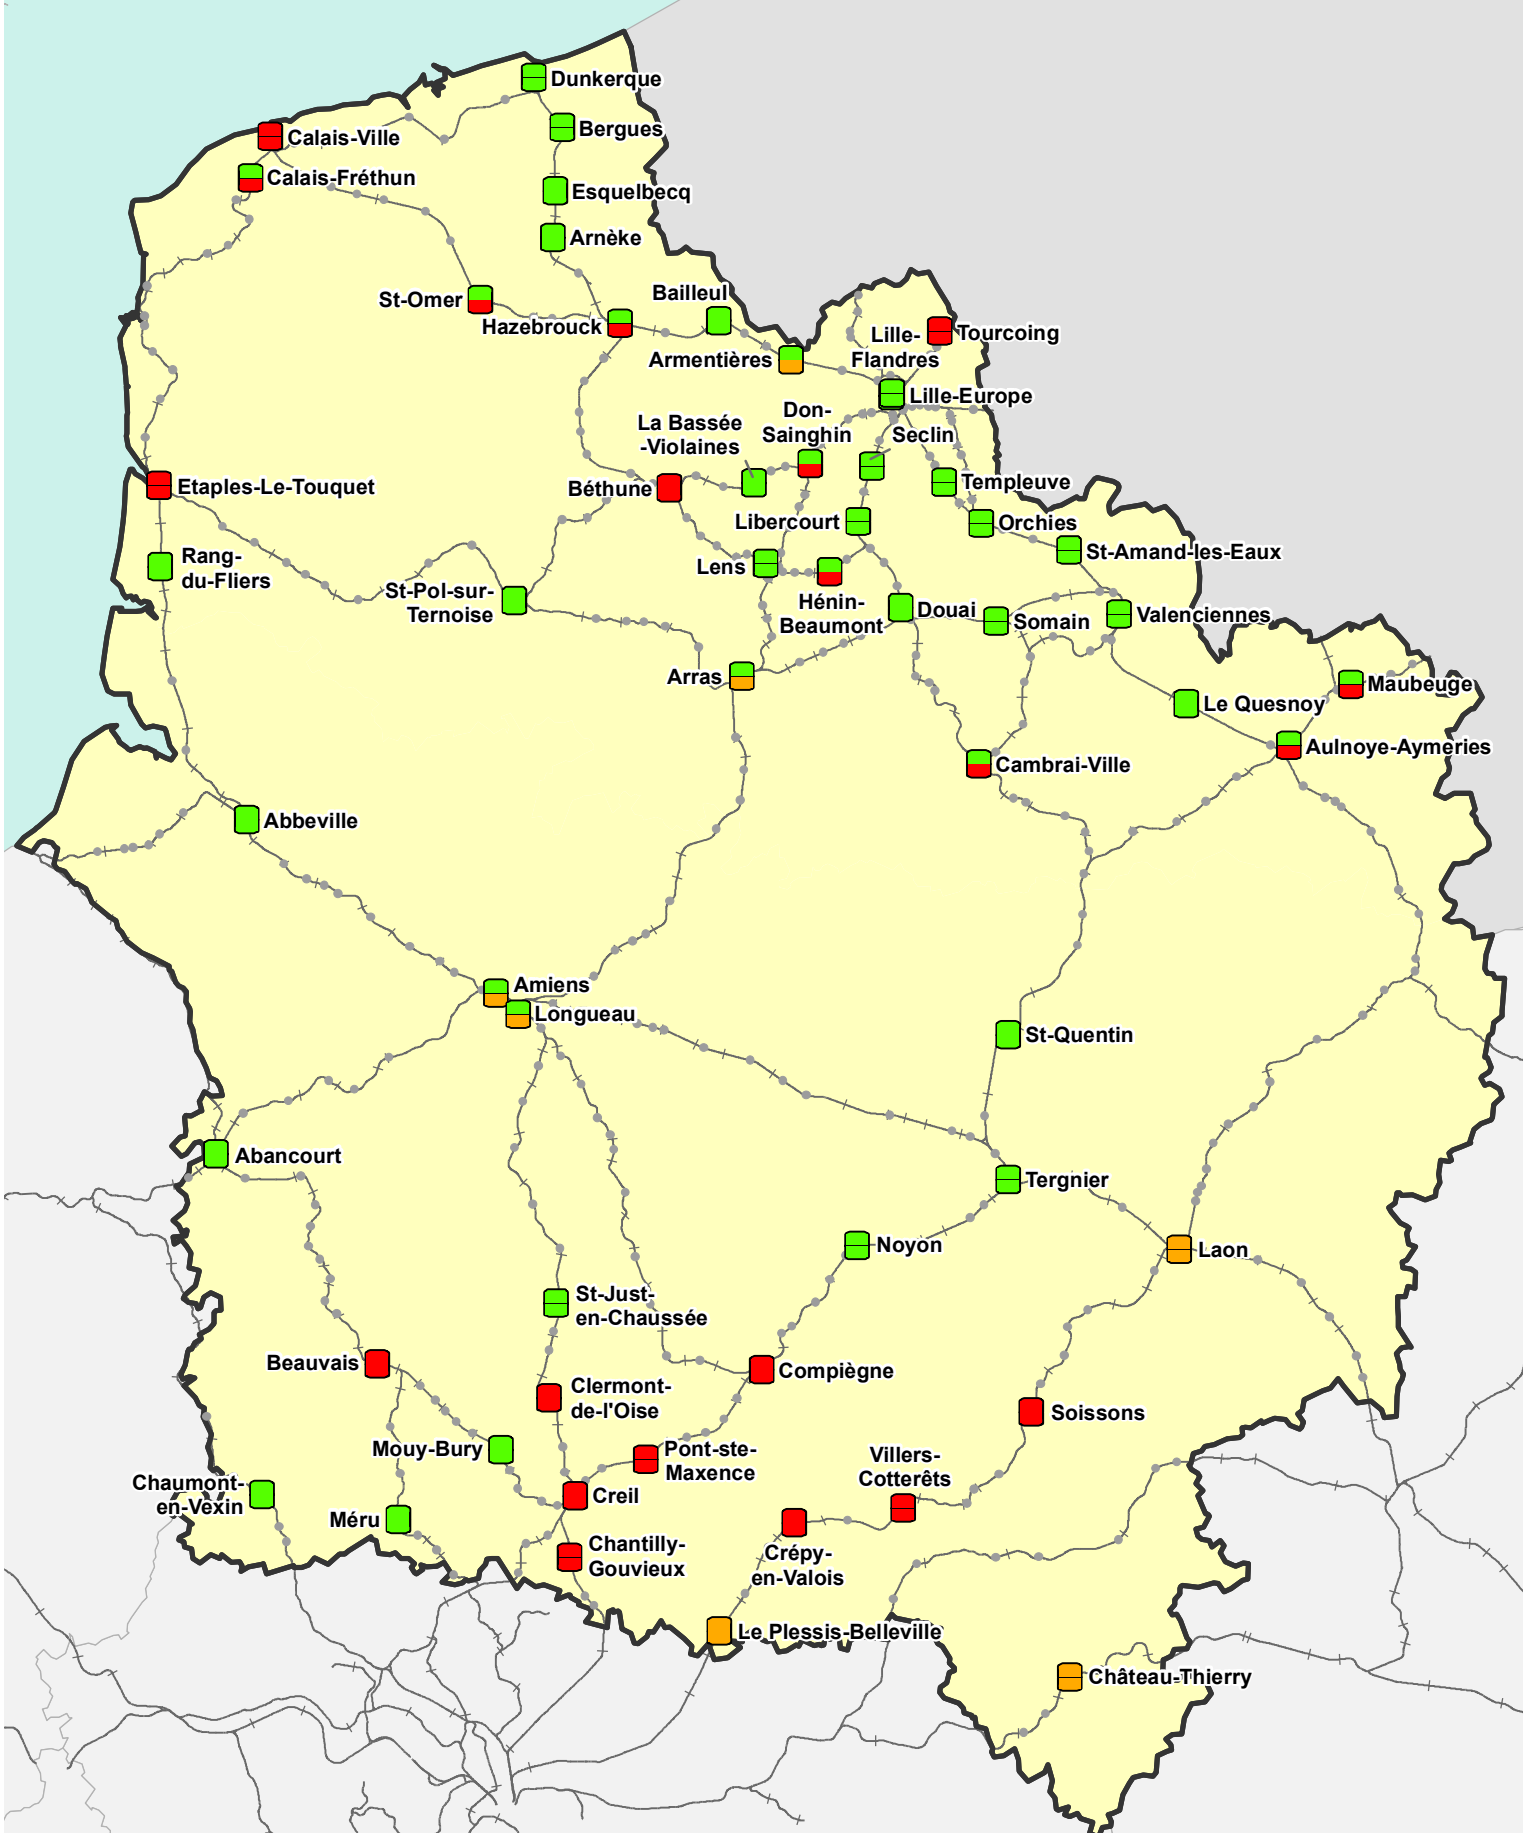 Dunkerque
Bergues
Calais-Ville
Calais-Fréthun
Esquelbecq
Arnèke
St-Omer
Bailleul
Hazebrouck
Armentières
Lille-
Flandres
Tourcoing
Lille-Europe
Don-
Sainghin
La Bassée
-Violaines
Seclin
Etaples-Le-Touquet
Béthune
Templeuve
Libercourt
Orchies
St-Amand-les-Eaux
Rang-
du-Fliers
Lens
St-Pol-sur-
Ternoise
Hénin-
Beaumont
Douai
Somain
Valenciennes
Arras
Maubeuge
Le Quesnoy
Aulnoye-Aymeries
Cambrai-Ville
Abbeville
Amiens
Longueau
St-Quentin
Abancourt
Tergnier
Noyon
Laon
St-Just-
en-Chaussée
Beauvais
Compiègne
Clermont-
de-l'Oise
Soissons
Mouy-Bury
Pont-ste-
Maxence
Villers-
Cotterêts
Chaumont-
en-Vexin
Creil
Méru
Chantilly-
Gouvieux
Crépy-
en-Valois
Le Plessis-Belleville
Château-Thierry